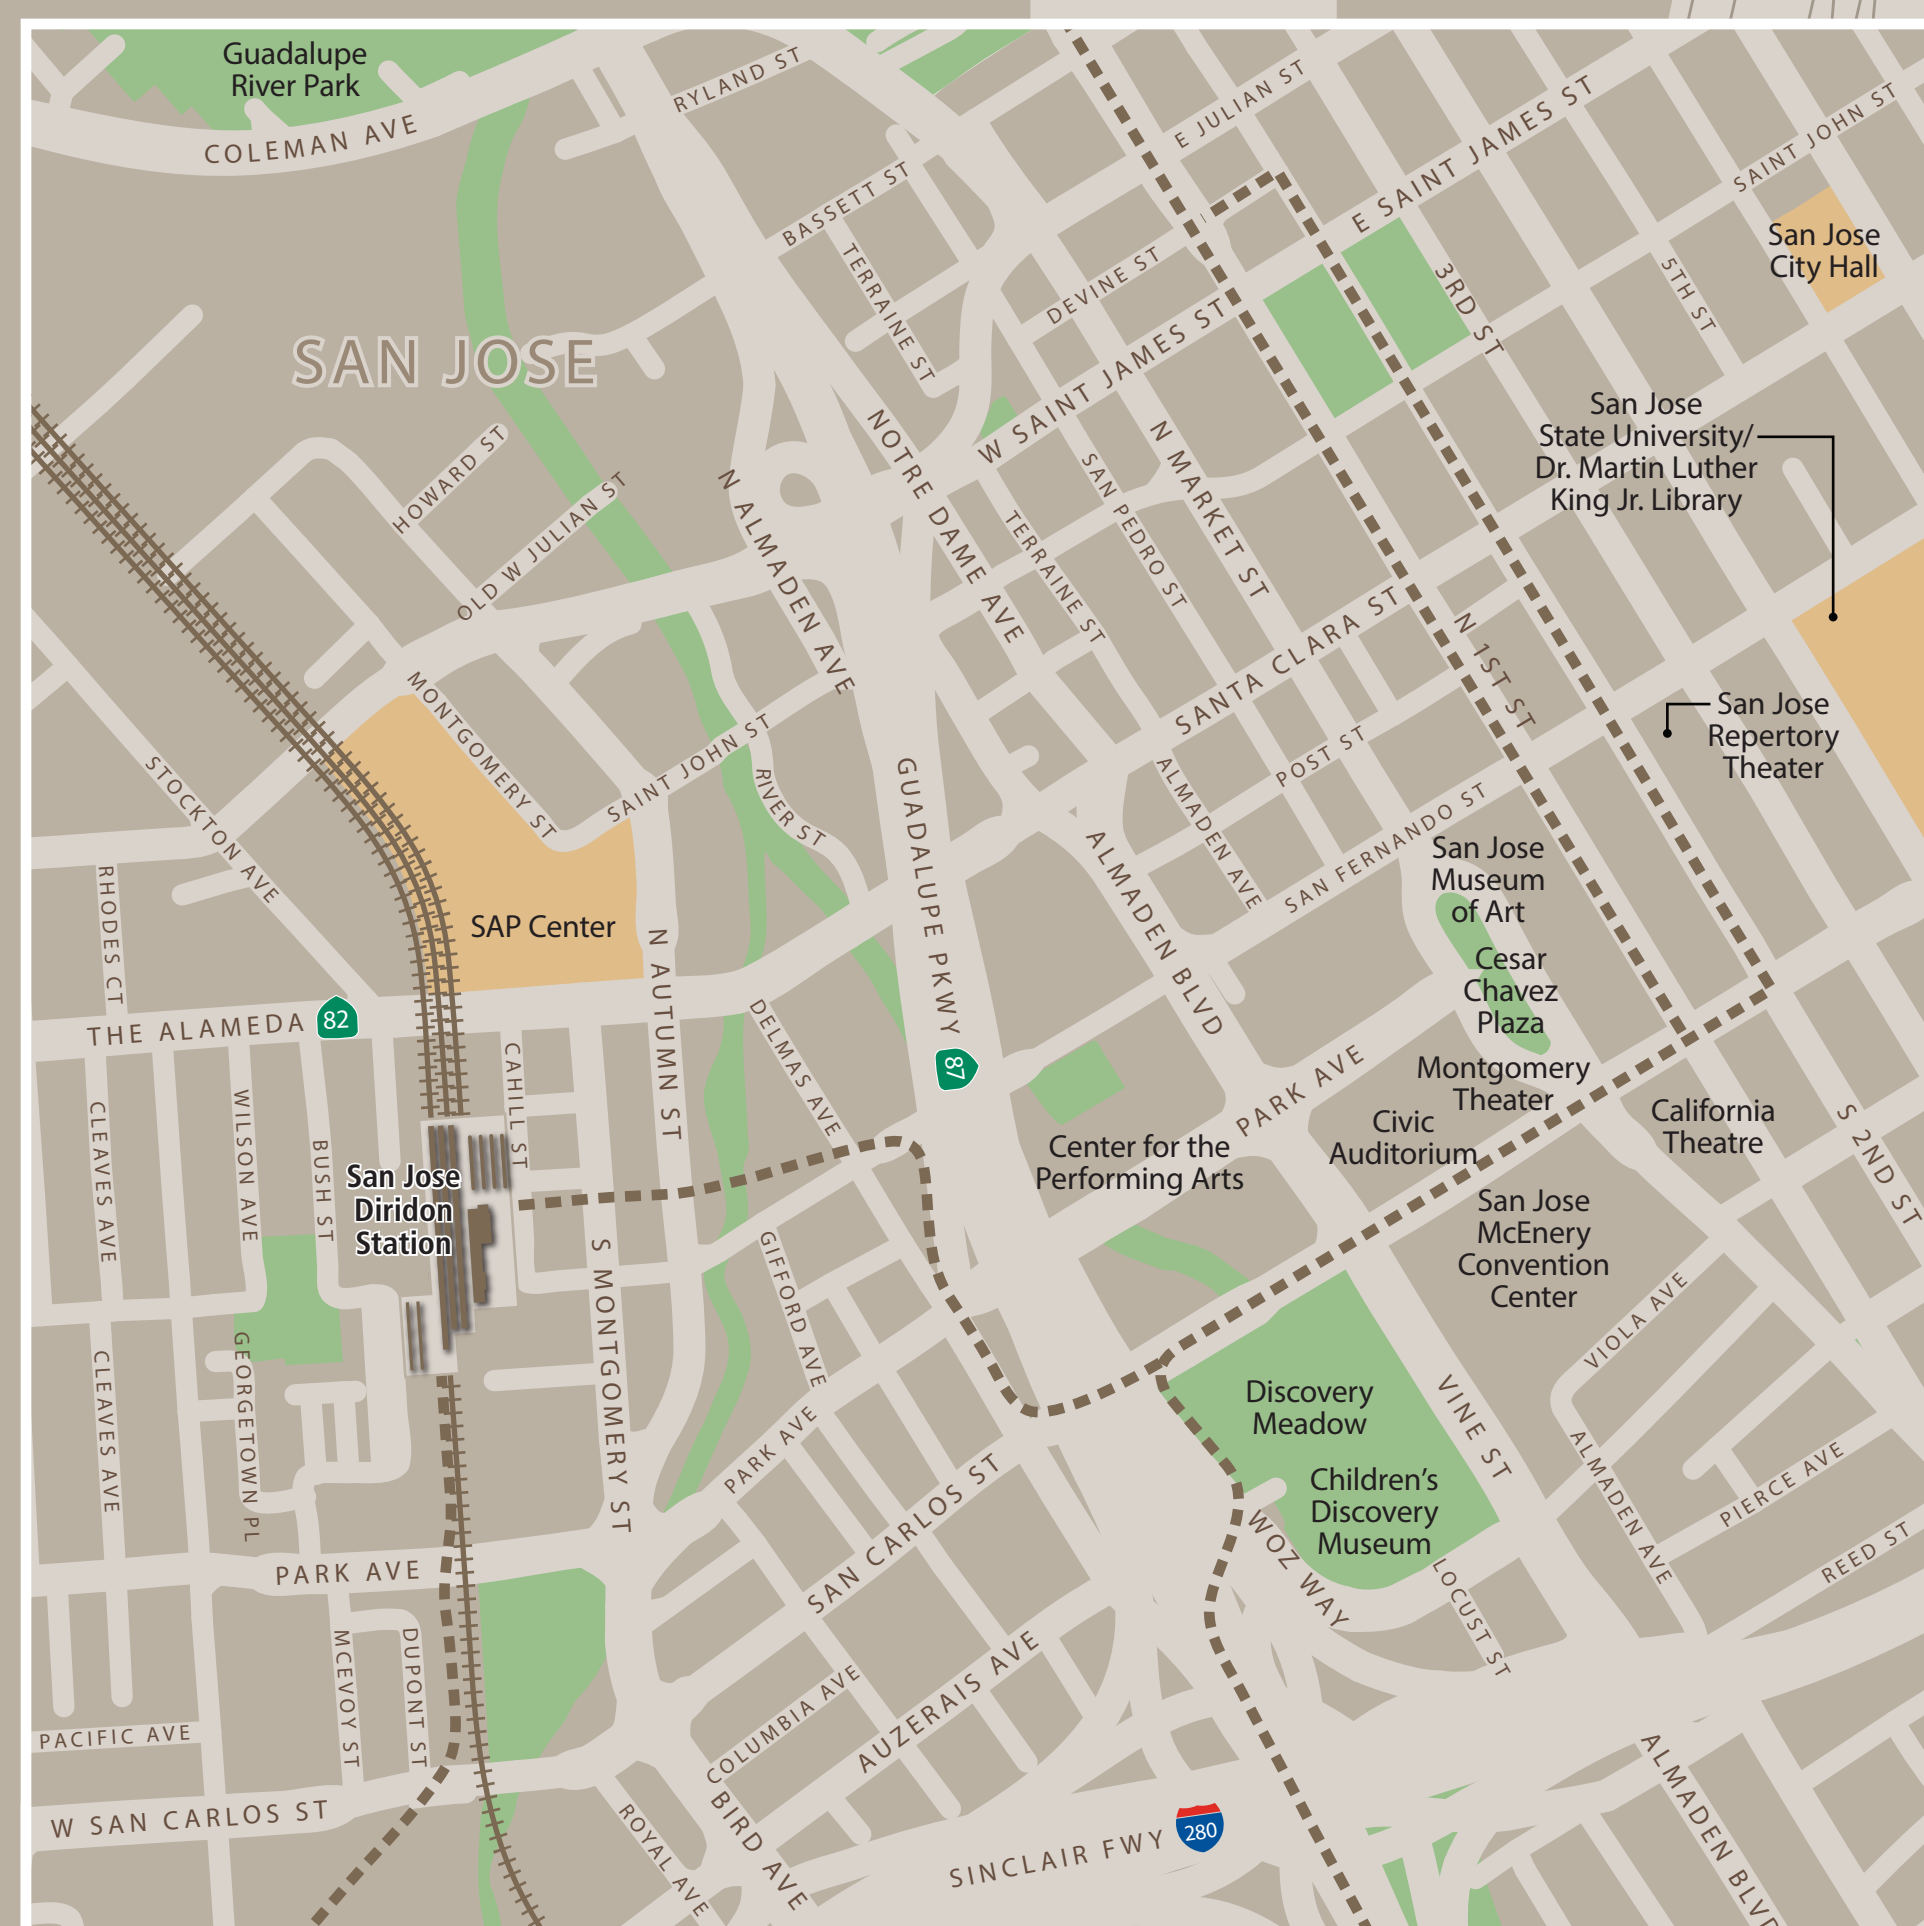 Guadalupe
River Park
COLEMAN AVE
RYLAND ST
E JULIAN ST
E SAINT JAMES ST
SAINT JOHN ST
BASSETT ST
TERRAINE ST
DEVINE ST
3RD ST
5TH ST
San Jose
City Hall
SAN JOSE
W SAINT JAMES ST
HOWARD ST
OLD W JULIAN ST
N ALMADEN AVE
NOTRE DAME AVE
TERRAINE ST
SAN PEDRO ST
N MARKET ST
San Jose
State University/
Dr. Martin Luther
King Jr. Library
N 1ST ST
SANTA CLARA ST
MONTGOMERY ST
SAINT JOHN ST
RIVER ST
STOCKTON AVE
GUADALUPE PKWY
ALMADEN AVE
POST ST
San Jose
Repertory
Theater
SAN FERNANDO ST
ALMADEN BLVD
San Jose
Museum
of Art
RHODES CT
SAP Center
N AUTUMN ST
Cesar
Chavez
Plaza
THE ALAMEDA
82
DELMAS AVE
87
CAHILL ST
PARK AVE
Montgomery
Theater
Civic
Auditorium
California
Theatre
S 2ND ST
CLEAVES AVE
WILSON AVE
BUSH ST
San Jose
Diridon
Station
Center for the
Performing Arts
San Jose
McEnery
Convention
Center
GIFFORD AVE
S MONTGOMERY ST
VIOLA AVE
CLEAVES AVE
GEORGETOWN PL
PARK AVE
Discovery
Meadow
VINE ST
Children's
Discovery
Museum
ALMADEN AVE
PIERCE AVE
REED ST
SAN CARLOS ST
WOZ WAY
LOCUST ST
PARK AVE
MCEVOY ST
DUPONT ST
PACIFIC AVE
COLUMBIA AVE
AUZERAIS AVE
W SAN CARLOS ST
ROYAL AVE
BIRD AVE
SINCLAIR FWY
280
ALMADEN BLVD